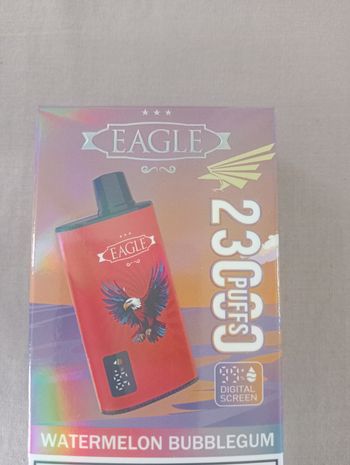 EAGLE
23000
PUFFS
EAGLE
DIGITAL
SCREEN
WATERMELON BUBBLEGUM